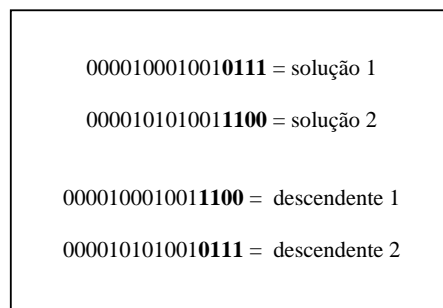 0000100010010111 = solução 1
0000101010011100 = solução 2
0000100010011100 = descendente 1
0000101010010111 = descendente 2